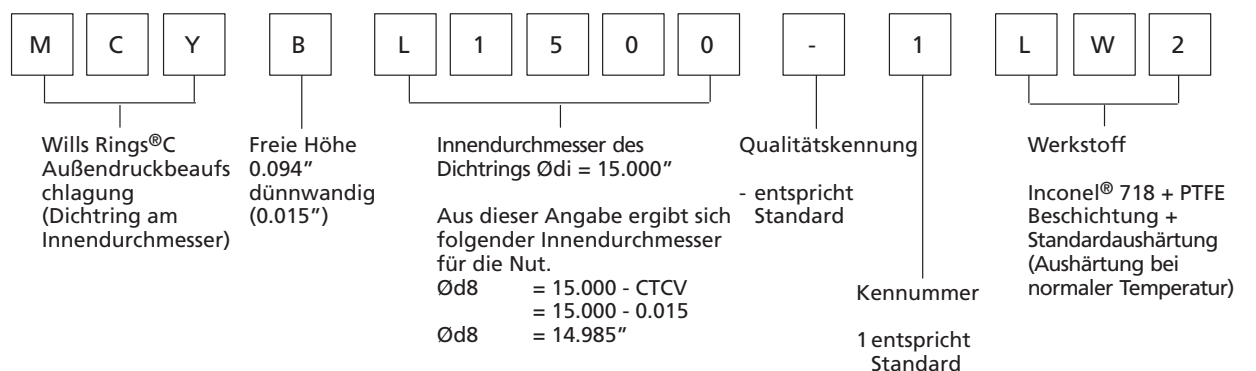 M C Y B L 1 5 0 0 - 1 L W 2
Wills Rings®C
Außendruckbeaufs
chlagung
(Dichtring am
Innendurchmesser)
Freie Höhe
0.094″
dünnwandig
(0.015″)
Innendurchmesser des
Dichtrings Ødi = 15.000″
Aus dieser Angabe ergibt sich
folgender Innendurchmesser
für die Nut.
Ød8 = 15.000 - CTCV
= 15.000 - 0.015
Ød8 = 14.985″
Qualitätskennung
- entspricht
Standard
Kennummer
1 entspricht
Standard
Werkstoff
Inconel® 718 + PTFE
Beschichtung +
Standardaushärtung
(Aushärtung bei
normaler Temperatur)